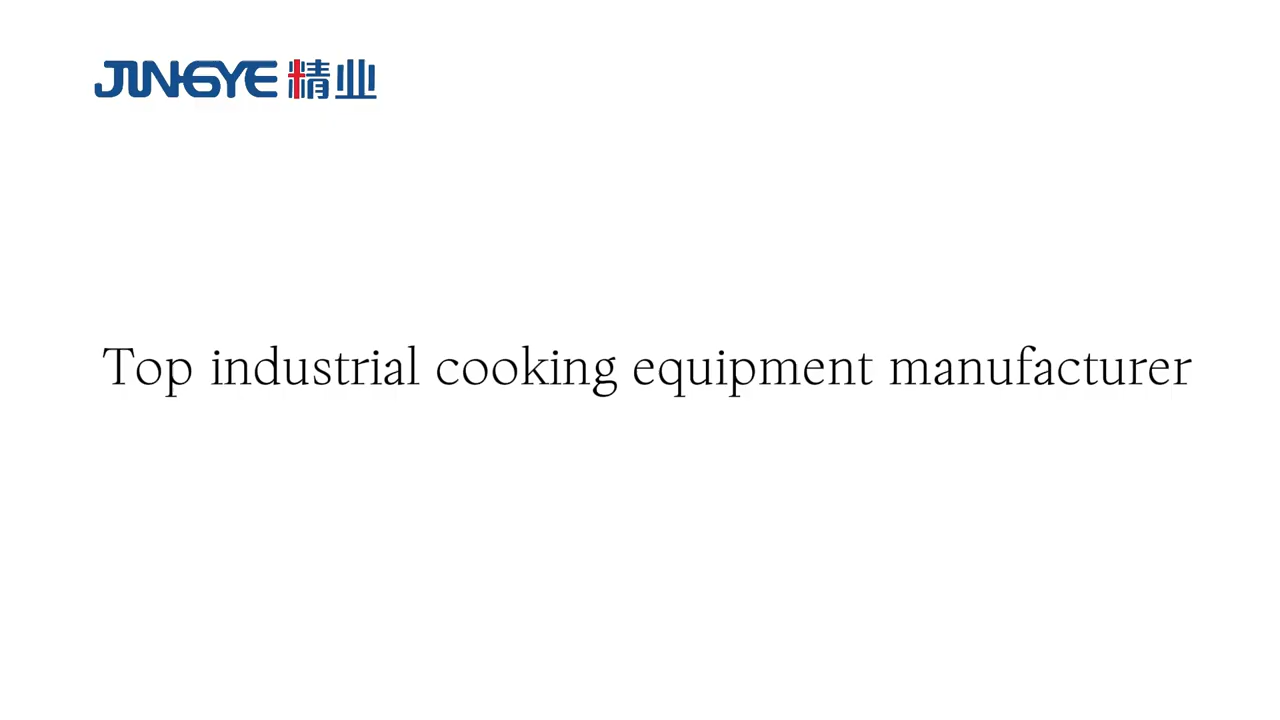 JINGYE 精业
Top industrial cooking equipment manufacturer